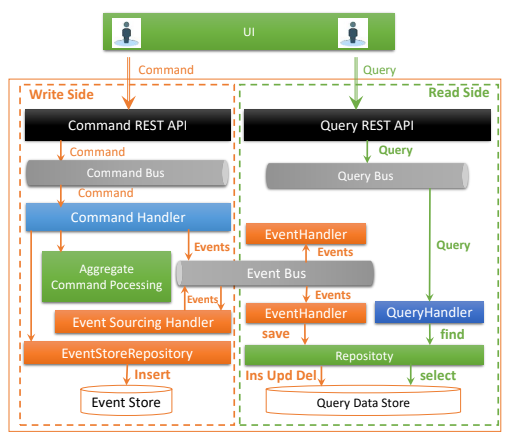 UI
Command
Query
Write Side
Read Side
Command REST API
Query REST API
Command
Query
Command Bus
Query Bus
Command
Command Handler
EventHandler
Events
Events
Query
Aggregate
Command Pocessing
Event Bus
Events
Events
Event Sourcing Handler
EventHandler
QueryHandler
save
find
EventStoreRepository
Repositoty
Insert
Ins Upd Del
select
Event Store
Query Data Store